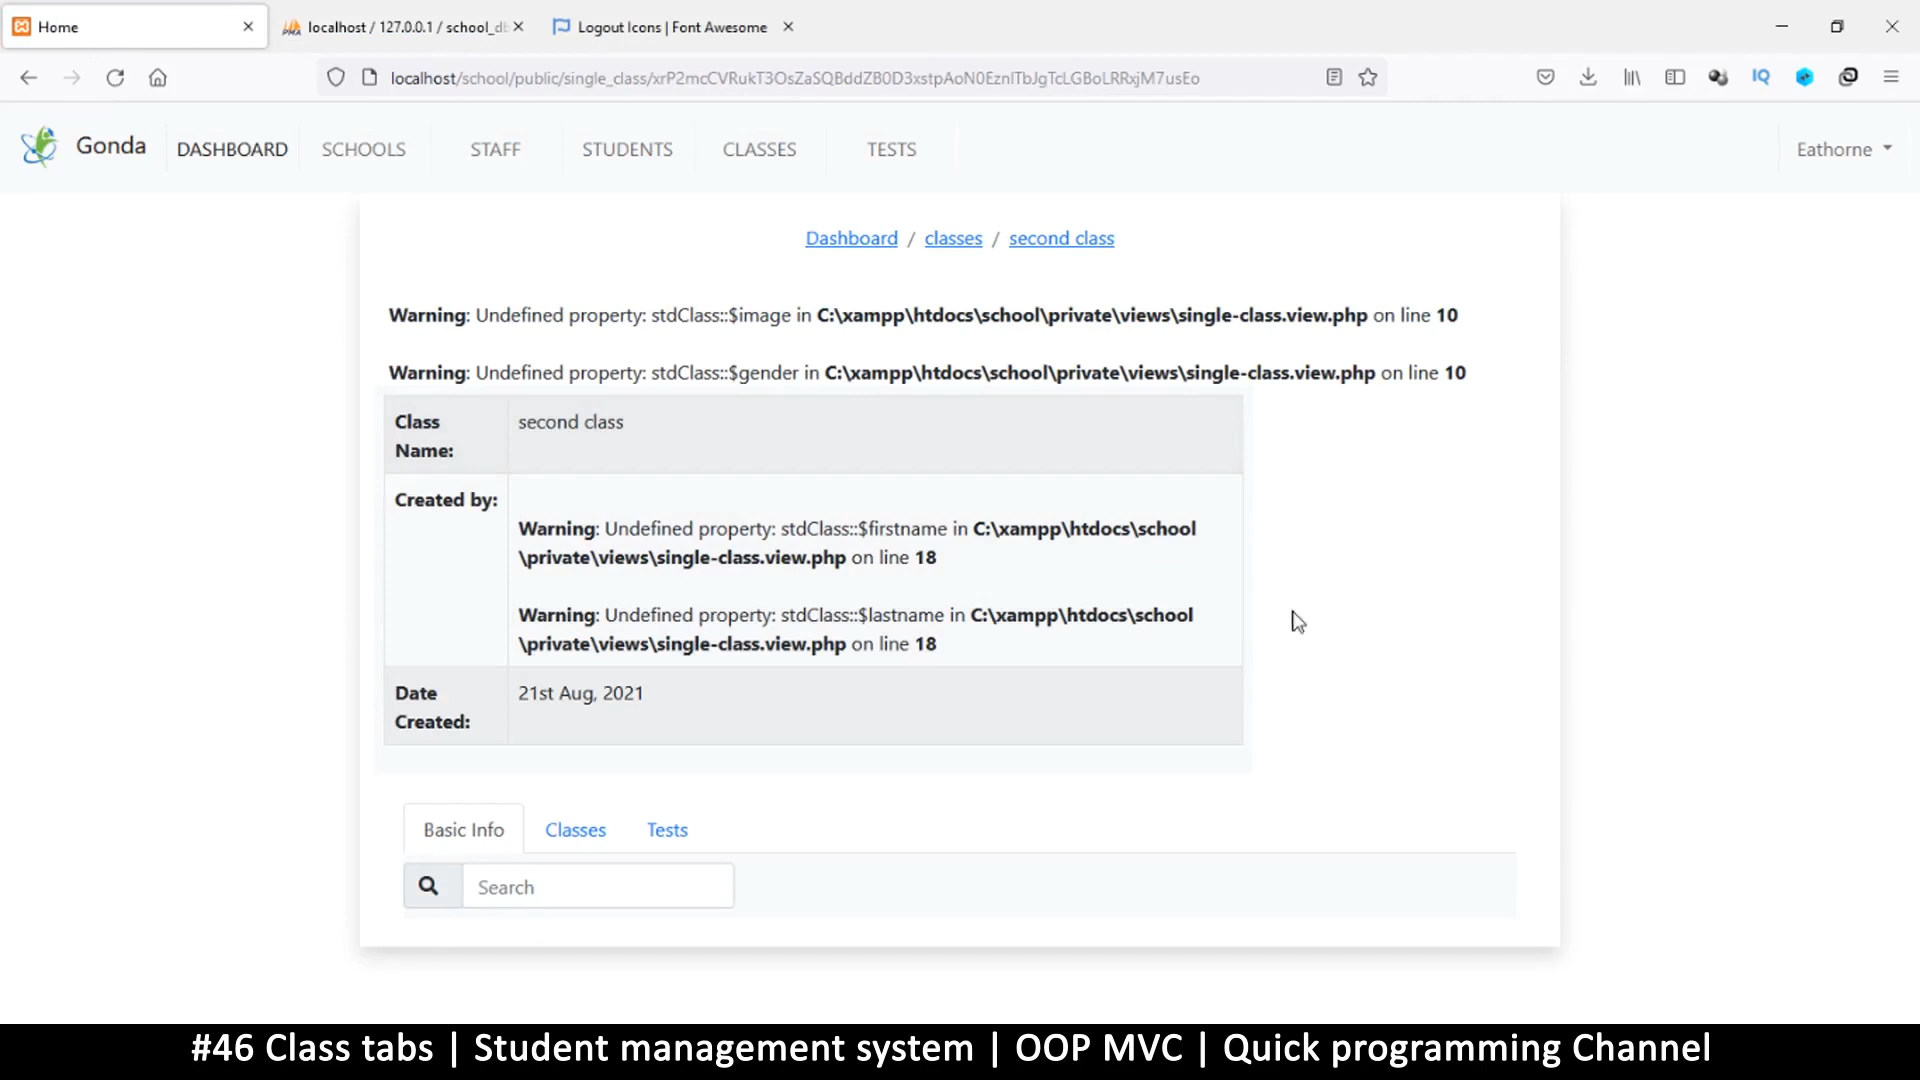 Home
localhost / 127.0.0.1 / school_db
Logout Icons | Font Awesome
localhost/school/public/single_class/xrP2mcCVRukT3OsZaSQBddZB0D3xstpAoN0EznlTbJgTcLGBoLRRxjM7usEo
IQ
Gonda
DASHBOARD
SCHOOLS
STAFF
STUDENTS
CLASSES
TESTS
Eathorne
Dashboard / classes / second class
Warning: Undefined property: stdClass::$image in C:\xampp\htdocs\school\private\views\single-class.view.php on line 10
Warning: Undefined property: stdClass::$gender in C:\xampp\htdocs\school\private\views\single-class.view.php on line 10
Class
Name:
second class
Created by:
Warning: Undefined property: stdClass::$firstname in C:\xampp\htdocs\school
\private\views\single-class.view.php on line 18
Warning: Undefined property: stdClass::$lastname in C:\xampp\htdocs\school
\private\views\single-class.view.php on line 18
Date
Created:
21st Aug, 2021
Basic Info
Classes
Tests
Search
#46 Class tabs | Student management system | OOP MVC | Quick programming Channel